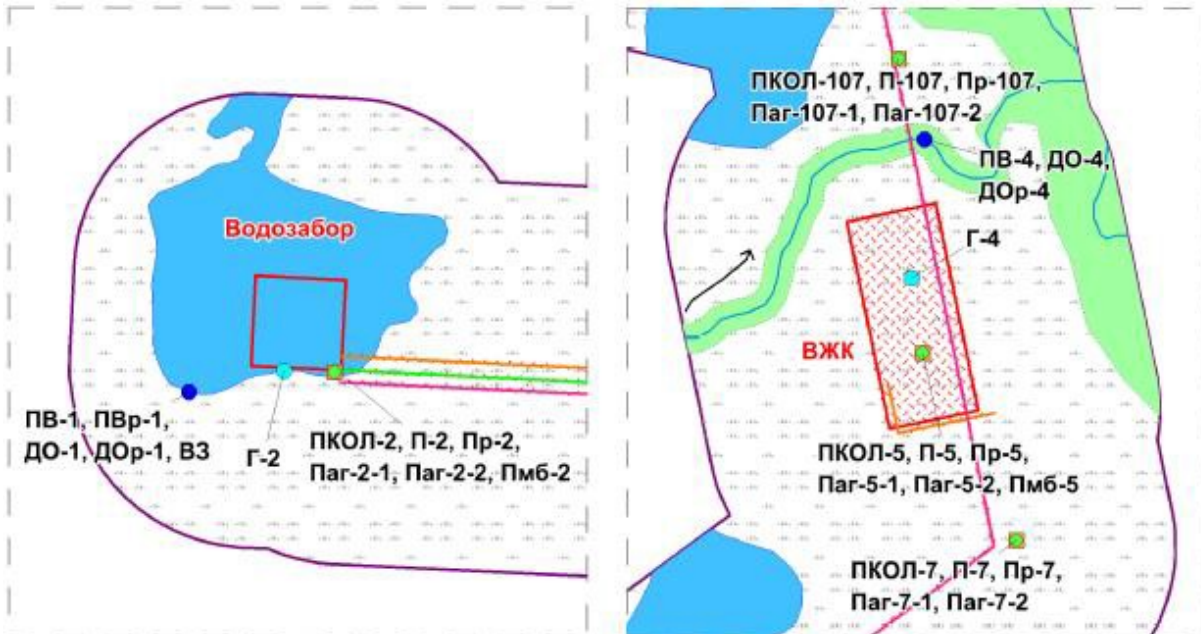 Водозабор
ПВ-1, ПВр-1,
ДО-1, ДОр-1, ВЗ
Г-2
ПКОЛ-2, П-2, Пр-2,
Паг-2-1, Паг-2-2, Пмб-2
ПКОЛ-107, П-107, Пр-107,
Паг-107-1, Паг-107-2
ПВ-4, ДО-4,
ДОр-4
Г-4
ВЖК
ПКОЛ-5, П-5, Пр-5,
Паг-5-1, Паг-5-2, Пмб-5
ПКОЛ-7, П-7, Пр-7,
Паг-7-1, Паг-7-2